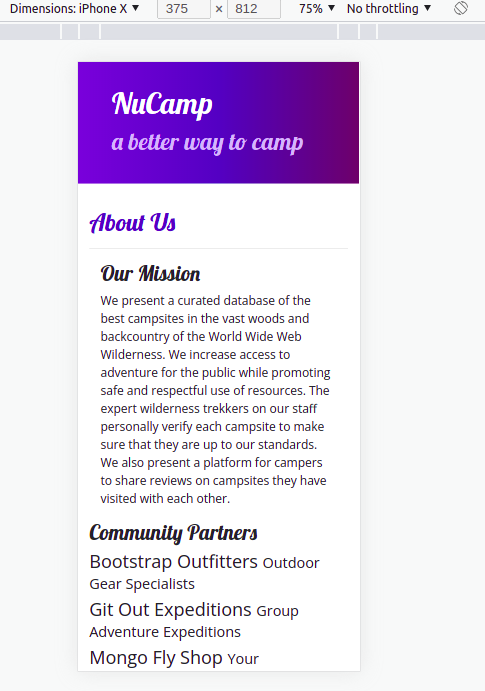 Dimensions: iPhone X ▼ 375 × 812 75% ▼ No throttling ▼
NuCamp
a better way to camp
About Us
Our Mission
We present a curated database of the
best campsites in the vast woods and
backcountry of the World Wide Web
Wilderness. We increase access to
adventure for the public while promoting
safe and respectful use of resources. The
expert wilderness trekkers on our staff
personally verify each campsite to make
sure that they are up to our standards.
We also present a platform for campers
to share reviews on campsites they have
visited with each other.
Community Partners
Bootstrap Outfitters Outdoor
Gear Specialists
Git Out Expeditions Group
Adventure Expeditions
Mongo Fly Shop Your